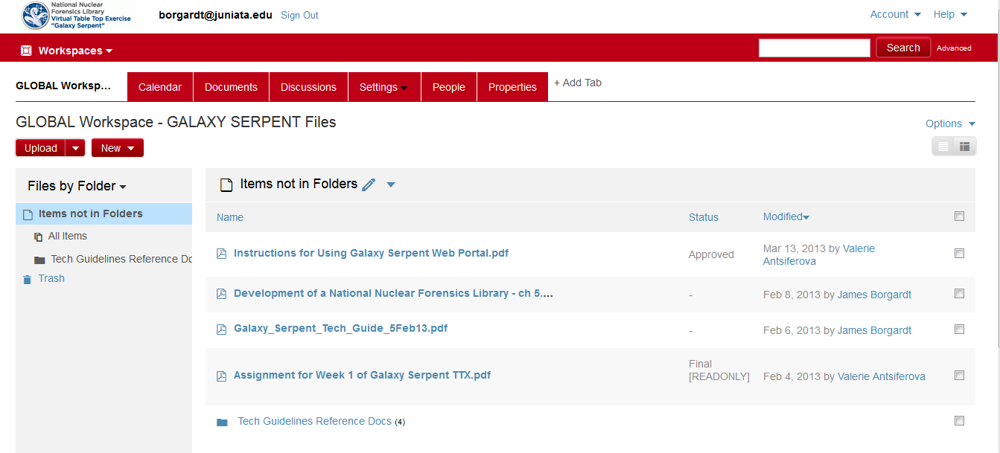 National Nuclear
Forensics Library
Virtual Table Top Exercise
"Galaxy Serpent"
borgardt@juniata.edu Sign Out
Account Help
Workspaces
Search Advanced
GLOBAL Worksp... Calendar Documents Discussions Settings People Properties + Add Tab
GLOBAL Workspace - GALAXY SERPENT Files
Options
Upload New
Files by Folder
Items not in Folders
All Items
Tech Guidelines Reference Dc
Trash
Items not in Folders
Name Status Modified
Instructions for Using Galaxy Serpent Web Portal.pdf Approved Mar 13, 2013 by Valerie
Antsiferova
Development of a National Nuclear Forensics Library - ch 5.... - Feb 8, 2013 by James Borgardt
Galaxy_Serpent_Tech_Guide_5Feb13.pdf - Feb 6, 2013 by James Borgardt
Assignment for Week 1 of Galaxy Serpent TTX.pdf Final
[READONLY] Feb 4, 2013 by Valerie Antsiferova
Tech Guidelines Reference Docs (4)